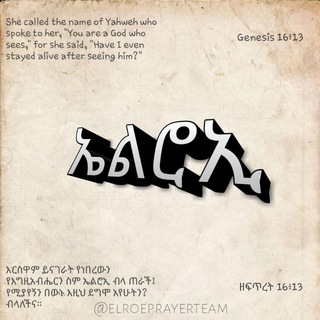 She called the name of Yahweh who
spoke to her, "You are a God who
sees," for she said, "Have I even
stayed alive after seeing him?"
Genesis 16:13
ኤልሮኢ
እርስዋም ይናገራት የነበረውን
የእግዚአብሔርን ስም ኤልሮኢ ብላ ጠራች፤
የሚያየኝን በውኑ እዚህ ደግሞ አየሁትን?
ብላለችና።
ዘፍጥረት 16፥13
@ELROEPRAYERTEAM